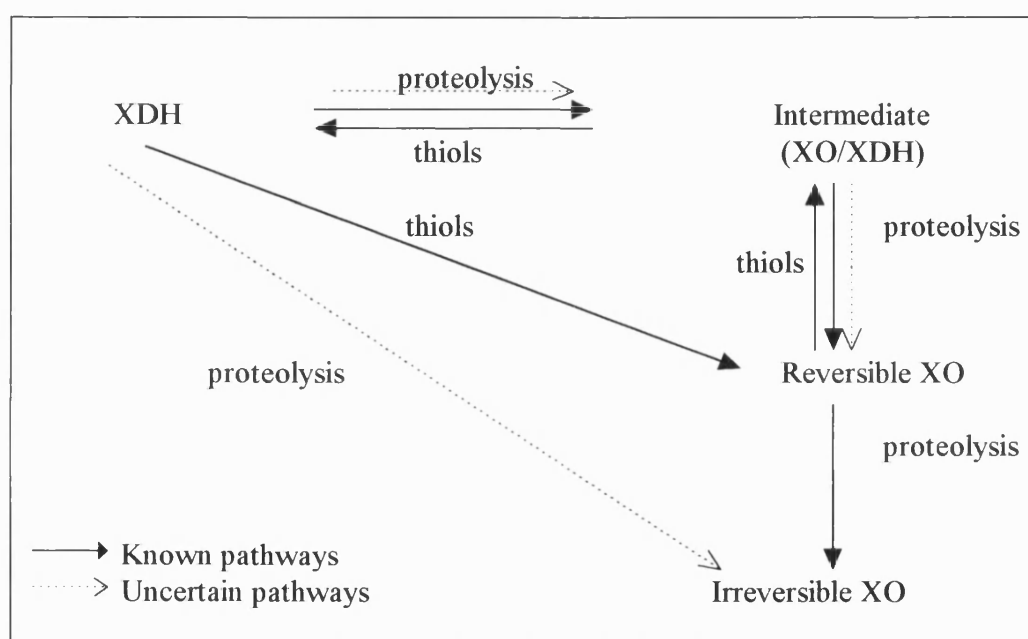 proteolysis
XDH
Intermediate
(XO/XDH)
thiols
thiols
proteolysis
thiols
proteolysis
Reversible XO
proteolysis
Known pathways
Uncertain pathways
Irreversible XO